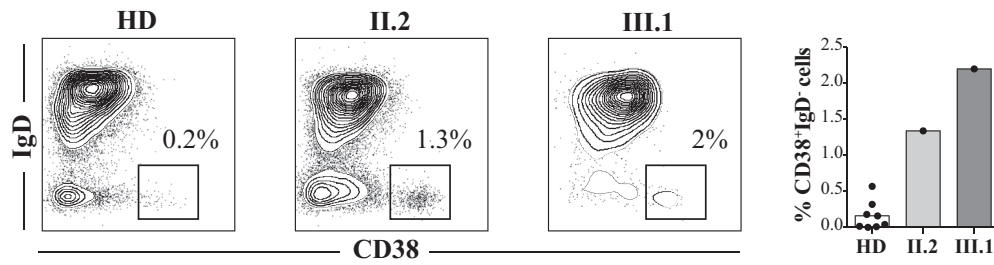 HD II.2 III.1
IgD
0.2% 1.3% 2%
CD38
% CD38⁺IgD⁻ cells
2.5
2.0
1.5
1.0
0.5
0.0
HD II.2 III.1